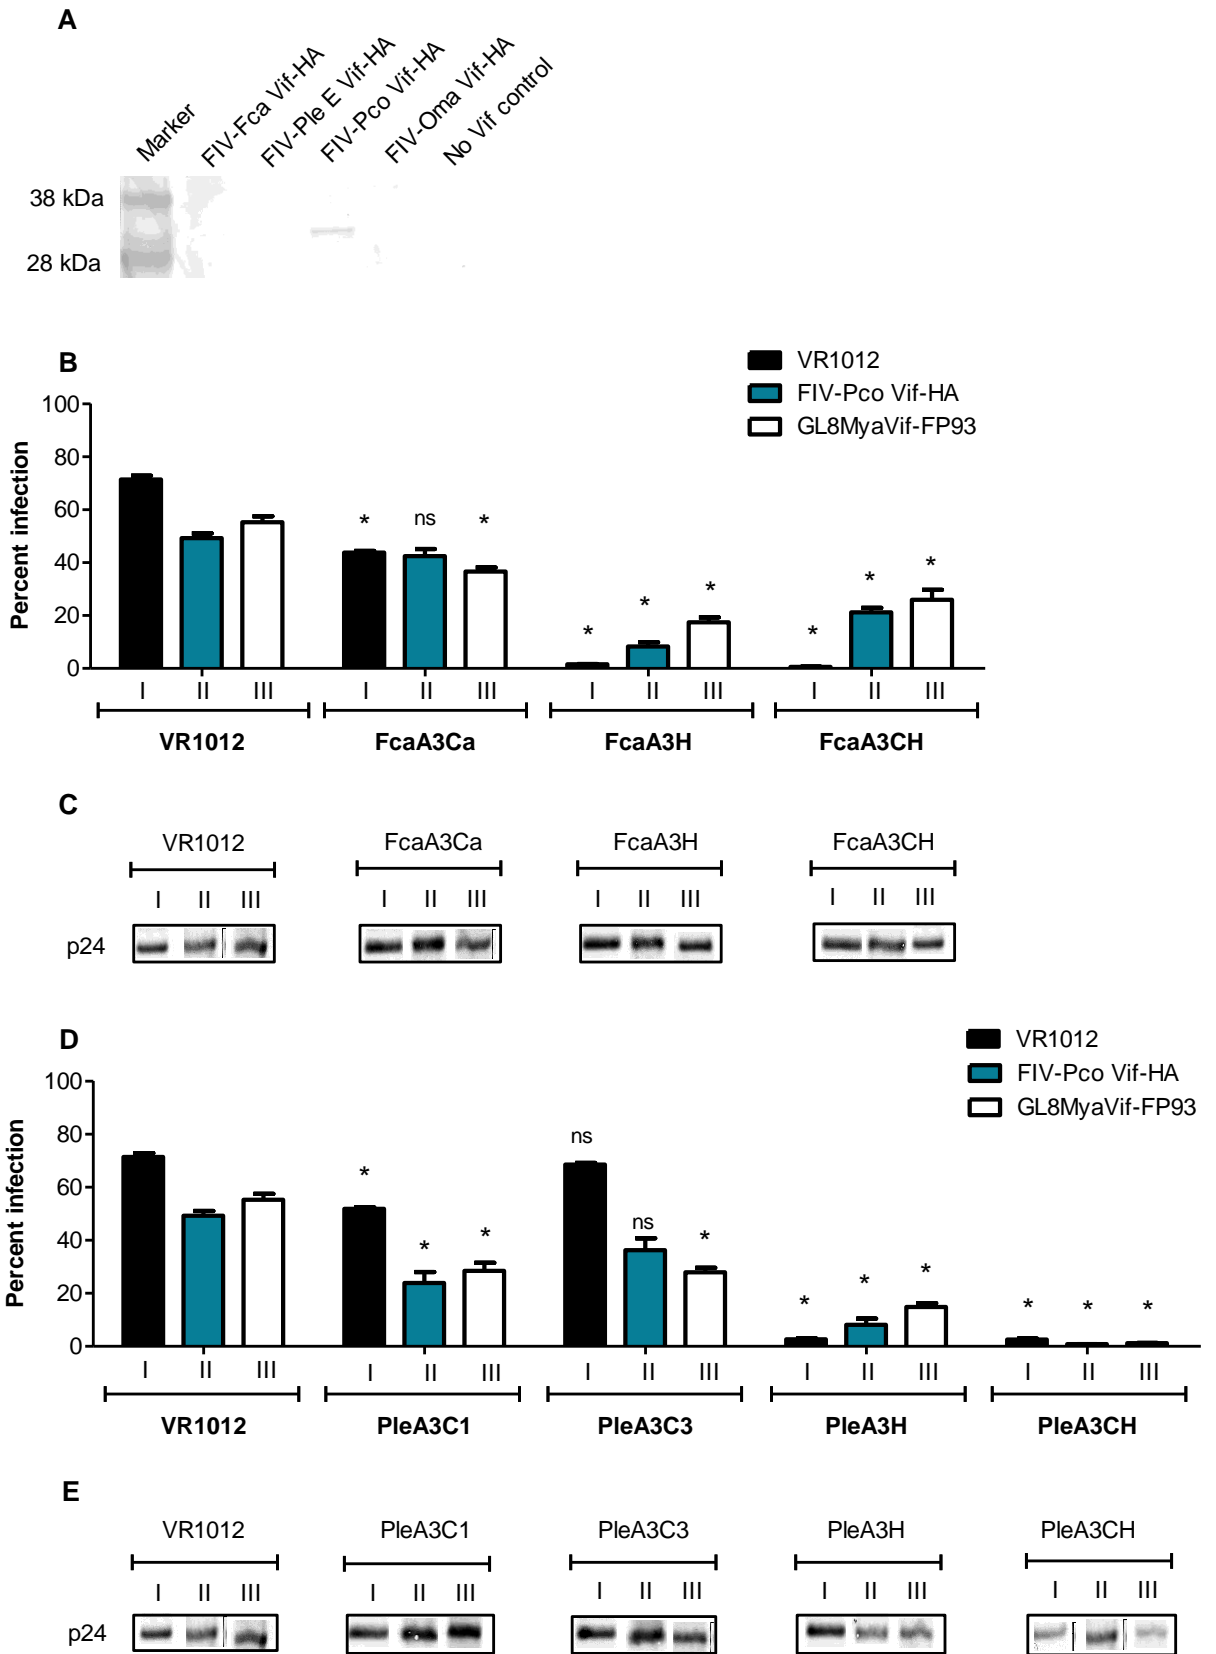 A
Marker
FIV-Fca Vif-HA
FIV-Ple E Vif-HA
FIV-Pco Vif-HA
FIV-Oma Vif-HA
No Vif control
38 kDa
28 kDa
B
VR1012
FIV-Pco Vif-HA
GL8MyaVif-FP93
Percent infection
100
80
60
40
20
0
* ns *
* * *
* * *
I II III I II III I II III I II III
VR1012 FcaA3Ca FcaA3H FcaA3CH
C
VR1012 FcaA3Ca FcaA3H FcaA3CH
I II III I II III I II III I II III
p24
D
VR1012
FIV-Pco Vif-HA
GL8MyaVif-FP93
Percent infection
100
80
60
40
20
0
* * *
ns ns *
* * *
* * *
I II III I II III I II III I II III I II III
VR1012 PleA3C1 PleA3C3 PleA3H PleA3CH
E
VR1012 PleA3C1 PleA3C3 PleA3H PleA3CH
I II III I II III I II III I II III I II III
p24